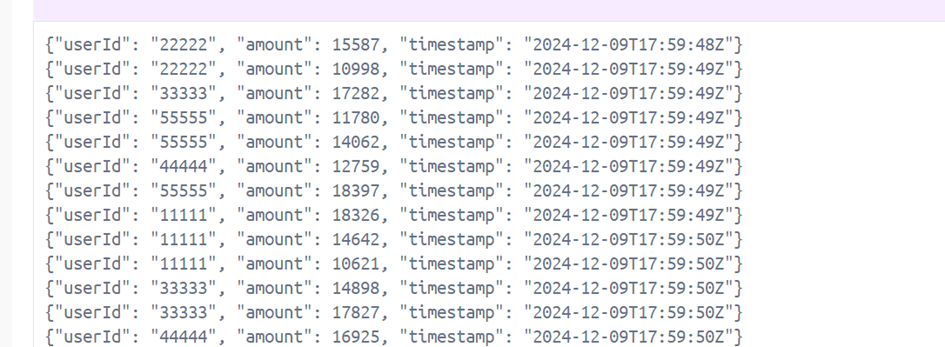 {"userId": "22222", "amount": 15587, "timestamp": "2024-12-09T17:59:48Z"}
{"userId": "22222", "amount": 10998, "timestamp": "2024-12-09T17:59:49Z"}
{"userId": "33333", "amount": 17282, "timestamp": "2024-12-09T17:59:49Z"}
{"userId": "55555", "amount": 11780, "timestamp": "2024-12-09T17:59:49Z"}
{"userId": "55555", "amount": 14062, "timestamp": "2024-12-09T17:59:49Z"}
{"userId": "44444", "amount": 12759, "timestamp": "2024-12-09T17:59:49Z"}
{"userId": "55555", "amount": 18397, "timestamp": "2024-12-09T17:59:49Z"}
{"userId": "11111", "amount": 18326, "timestamp": "2024-12-09T17:59:49Z"}
{"userId": "11111", "amount": 14642, "timestamp": "2024-12-09T17:59:50Z"}
{"userId": "11111", "amount": 10621, "timestamp": "2024-12-09T17:59:50Z"}
{"userId": "33333", "amount": 14898, "timestamp": "2024-12-09T17:59:50Z"}
{"userId": "33333", "amount": 17827, "timestamp": "2024-12-09T17:59:50Z"}
{"userId": "44444", "amount": 16925, "timestamp": "2024-12-09T17:59:50Z"}